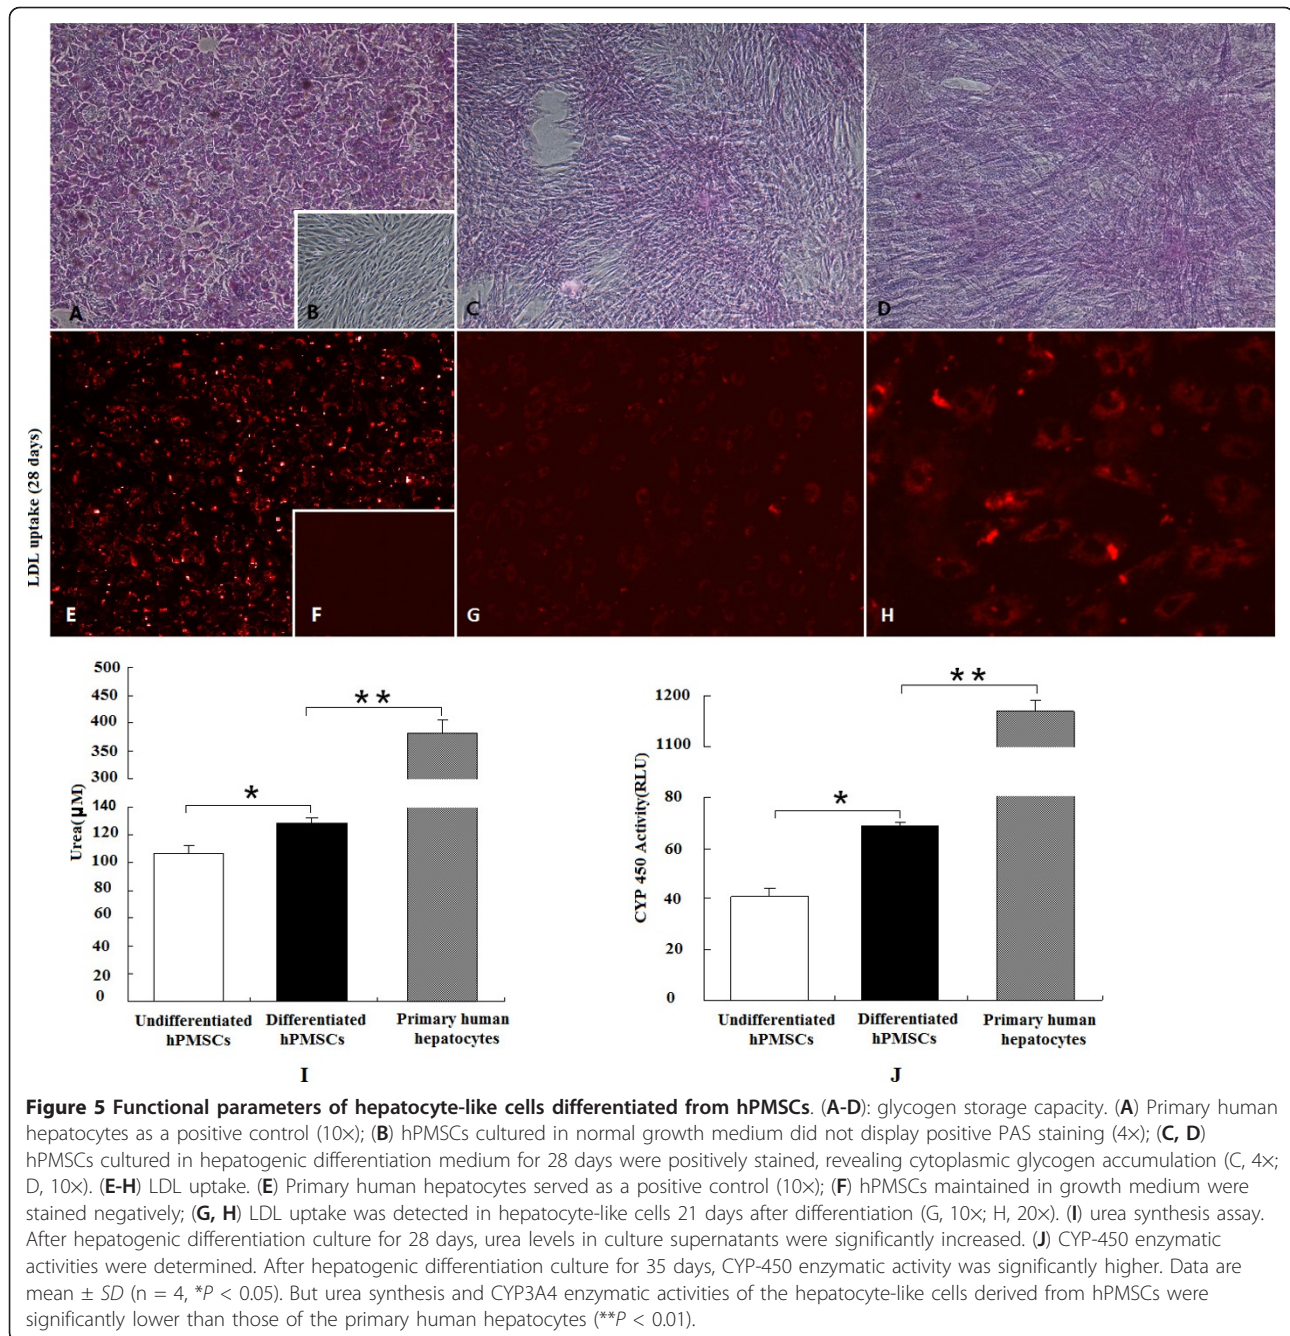 A
B
C
D
LDL uptake (28 days)
E
F
G
H
500
450
400
350
300
140
120
100
80
60
40
20
0
Urea(μM)
*
**
Undifferentiated
hPMSCs
Differentiated
hPMSCs
Primary human
hepatocytes
I
1200
1100
80
60
40
20
0
CYP 450 Activity(RLU)
*
**
Undifferentiated
hPMSCs
Differentiated
hPMSCs
Primary human
hepatocytes
J
Figure 5 Functional parameters of hepatocyte-like cells differentiated from hPMSCs. (A-D): glycogen storage capacity. (A) Primary human
hepatocytes as a positive control (10×); (B) hPMSCs cultured in normal growth medium did not display positive PAS staining (4×); (C, D)
hPMSCs cultured in hepatogenic differentiation medium for 28 days were positively stained, revealing cytoplasmic glycogen accumulation (C, 4×;
D, 10×). (E-H) LDL uptake. (E) Primary human hepatocytes served as a positive control (10×); (F) hPMSCs maintained in growth medium were
stained negatively; (G, H) LDL uptake was detected in hepatocyte-like cells 21 days after differentiation (G, 10×; H, 20×). (I) urea synthesis assay.
After hepatogenic differentiation culture for 28 days, urea levels in culture supernatants were significantly increased. (J) CYP-450 enzymatic
activities were determined. After hepatogenic differentiation culture for 35 days, CYP-450 enzymatic activity was significantly higher. Data are
mean ± SD (n = 4, *P < 0.05). But urea synthesis and CYP3A4 enzymatic activities of the hepatocyte-like cells derived from hPMSCs were
significantly lower than those of the primary human hepatocytes (**P < 0.01).